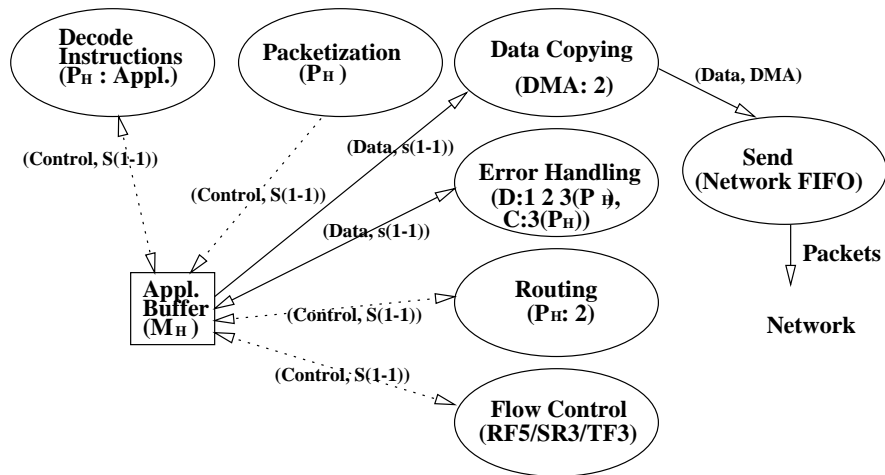 Decode
Instructions
(PH : Appl.)
Packetization
(PH )
Data Copying
(DMA: 2)
(Data, DMA)
Send
(Network FIFO)
Packets
Network
(Control, S(1-1))
(Control, S(1-1))
(Data, s(1-1))
(Data, s(1-1))
Error Handling
(D:1 2 3(P H),
C:3(PH))
Appl.
Buffer
(MH )
(Control, S(1-1))
Routing
(PH: 2)
(Control, S(1-1))
Flow Control
(RF5/SR3/TF3)